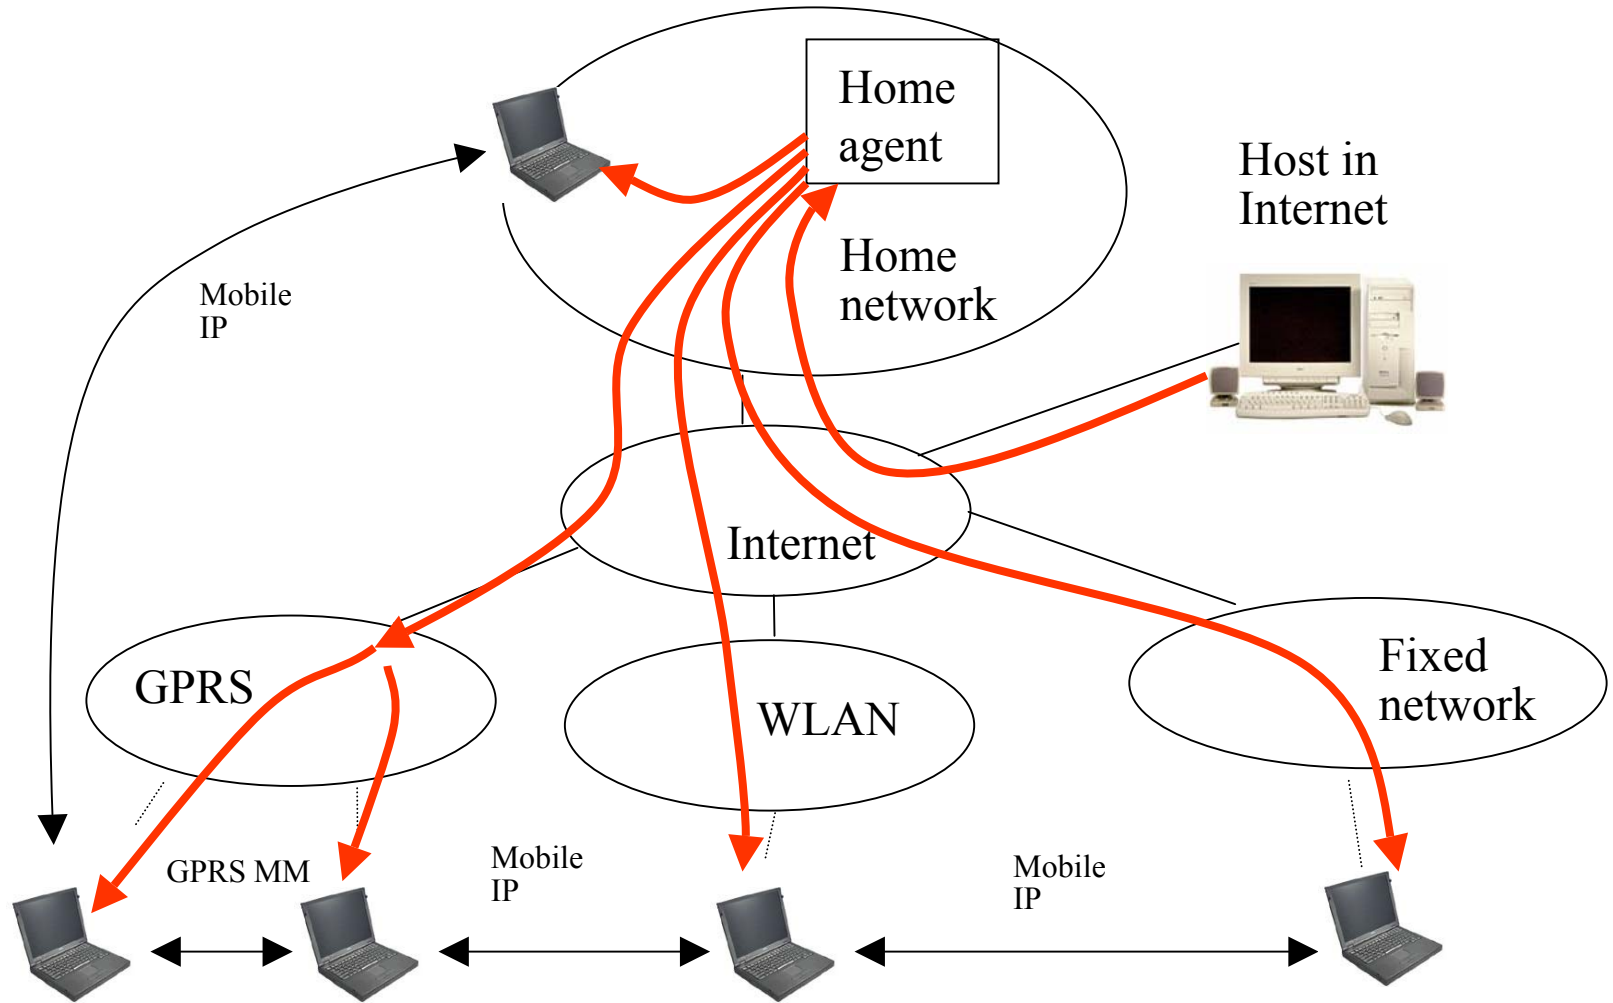 Home
agent
Host in
Internet
Home
network
Mobile
IP
Internet
Fixed
network
GPRS
WLAN
GPRS MM
Mobile
IP
Mobile
IP